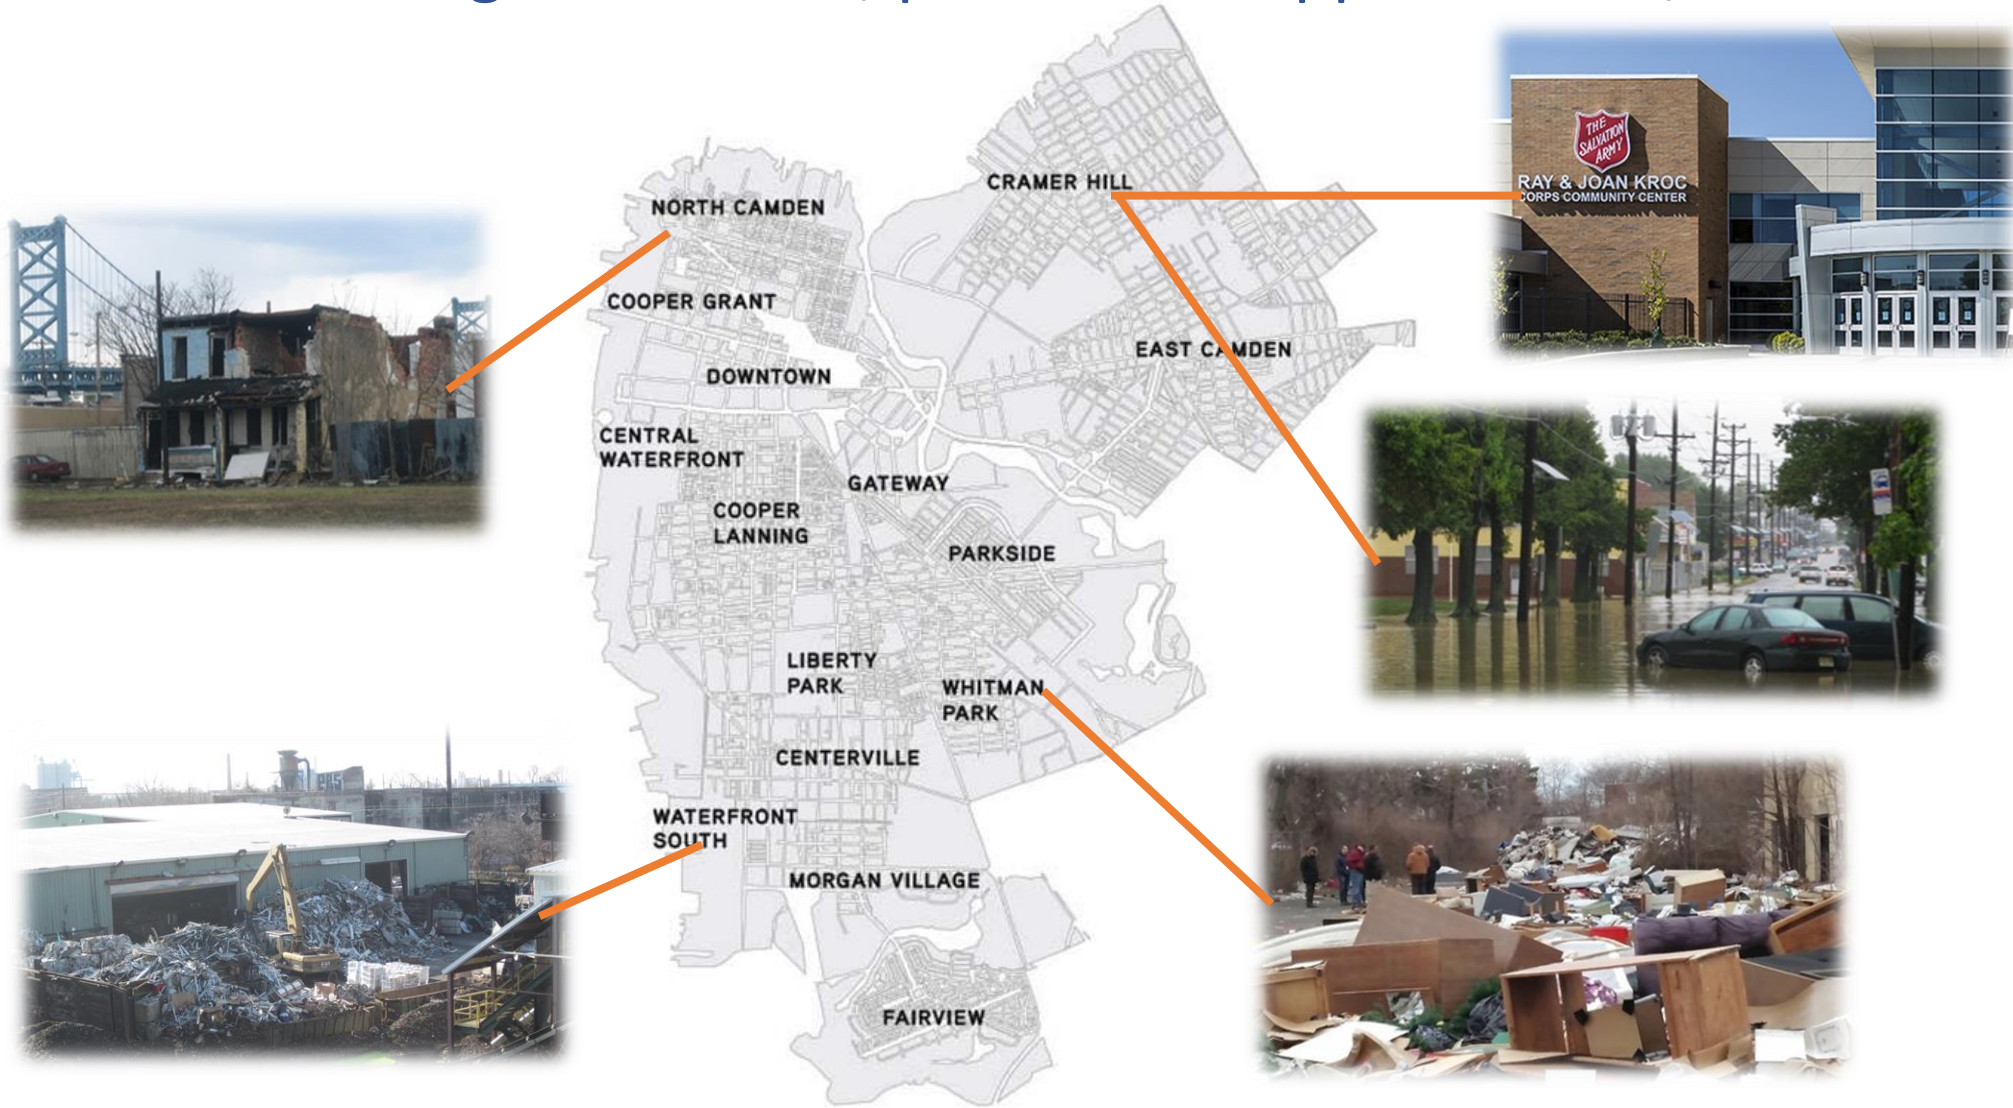 CRAMER HILL
NORTH CAMDEN
COOPER GRANT
EAST CAMDEN
DOWNTOWN
CENTRAL
WATERFRONT
GATEWAY
COOPER
LANNING
PARKSIDE
LIBERTY
PARK
WHITMAN
PARK
CENTERVILLE
WATERFRONT
SOUTH
MORGAN VILLAGE
FAIRVIEW
THE
SALVATION
ARMY
RAY & JOAN KROC
CORPS COMMUNITY CENTER